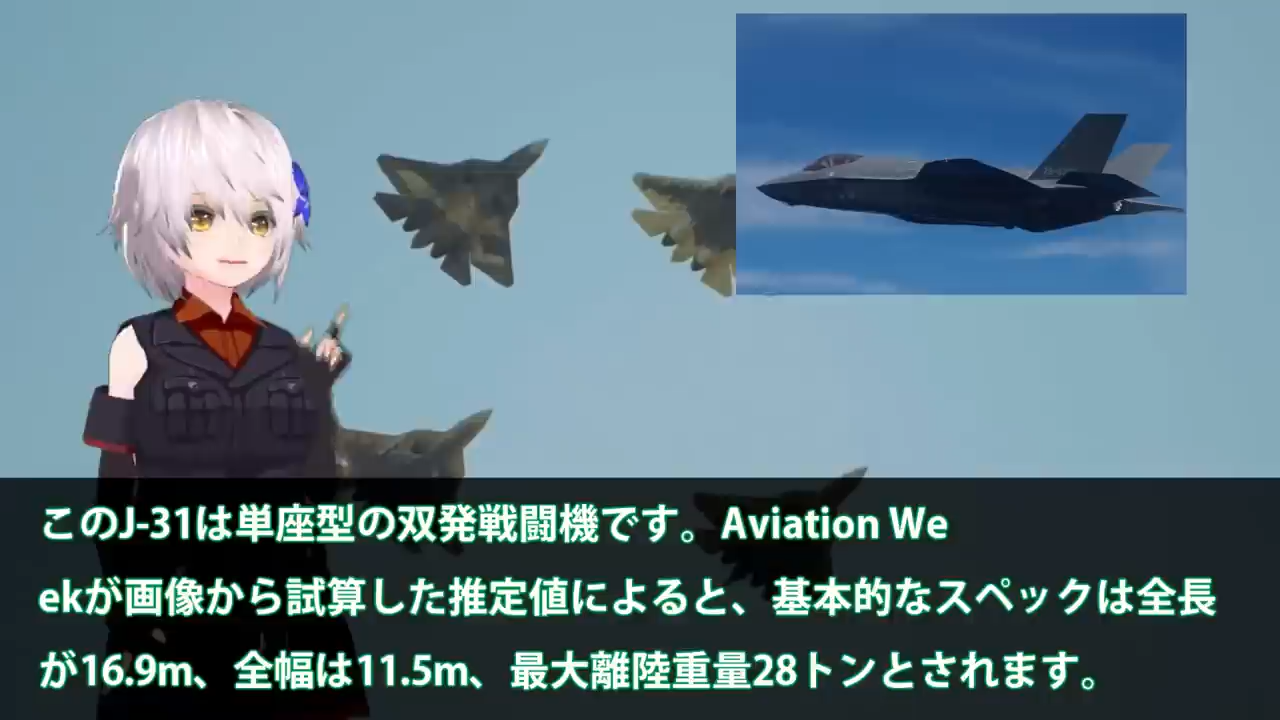 このJ-31は単座型の双発戦闘機です。Aviation We
ekが画像から試算した推定値によると、基本的なスペックは全長
が16.9m、全幅は11.5m、最大離陸重量28トンとされます。